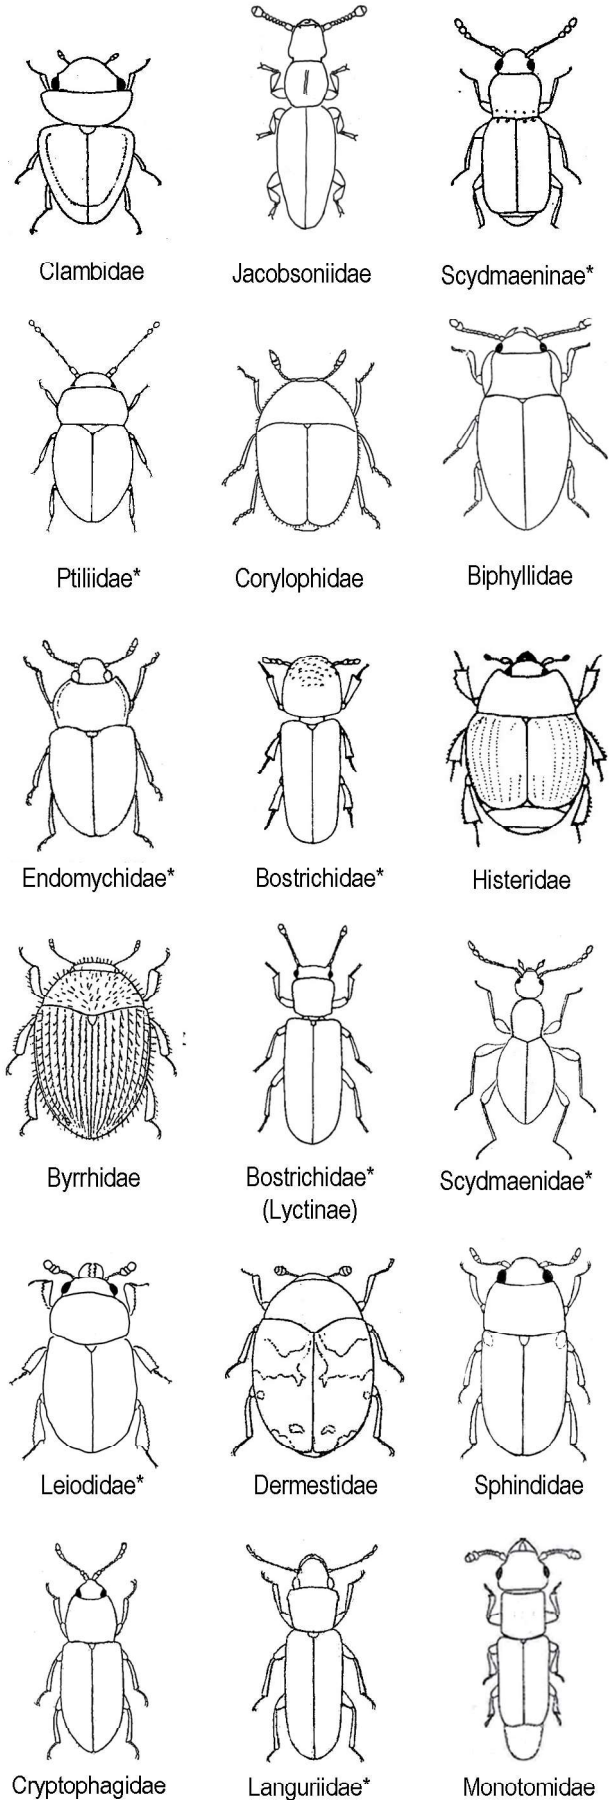 Clambidae
Jacobsoniidae
Scydmaeninae*
Ptiliidae*
Corylophidae
Biphyllidae
Endomychidae*
Bostrichidae*
Histeridae
Byrrhidae
Bostrichidae*
(Lyctinae)
Scydmaenidae*
Leiodidae*
Dermestidae
Sphindidae
Cryptophagidae
Languriidae*
Monotomidae